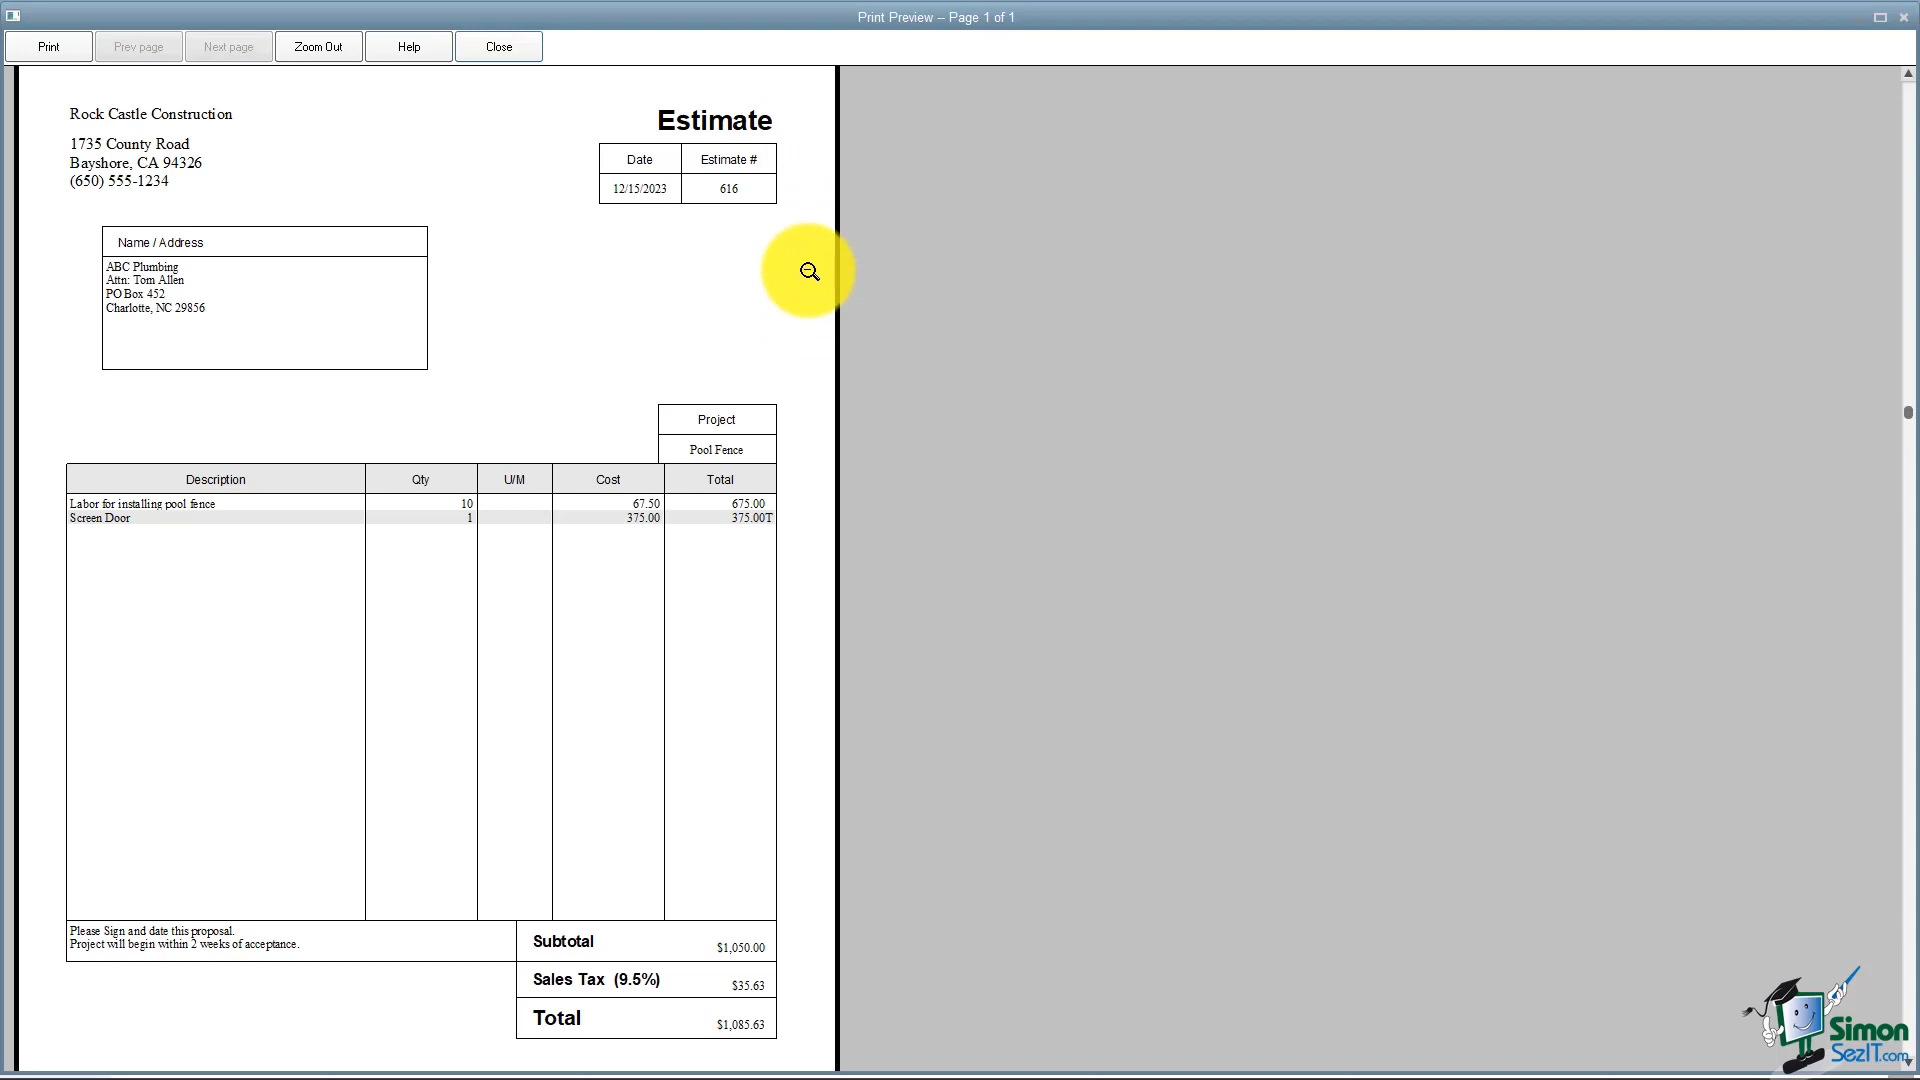 Print Preview -- Page 1 of 1
Print Prev page Next page Zoom Out Help Close
Rock Castle Construction
1735 County Road
Bayshore, CA 94326
(650) 555-1234
Estimate
Date Estimate #
12/15/2023 616
Name / Address
ABC Plumbing
Attn: Tom Allen
PO Box 452
Charlotte, NC 29856
Project
Pool Fence
Description Qty U/M Cost Total
Labor for installing pool fence 10 67.50 675.00
Screen Door 1 375.00 375.00T
Please Sign and date this proposal.
Project will begin within 2 weeks of acceptance.
Subtotal $1,050.00
Sales Tax (9.5%) $35.63
Total $1,085.63
Simon
SezIT.com